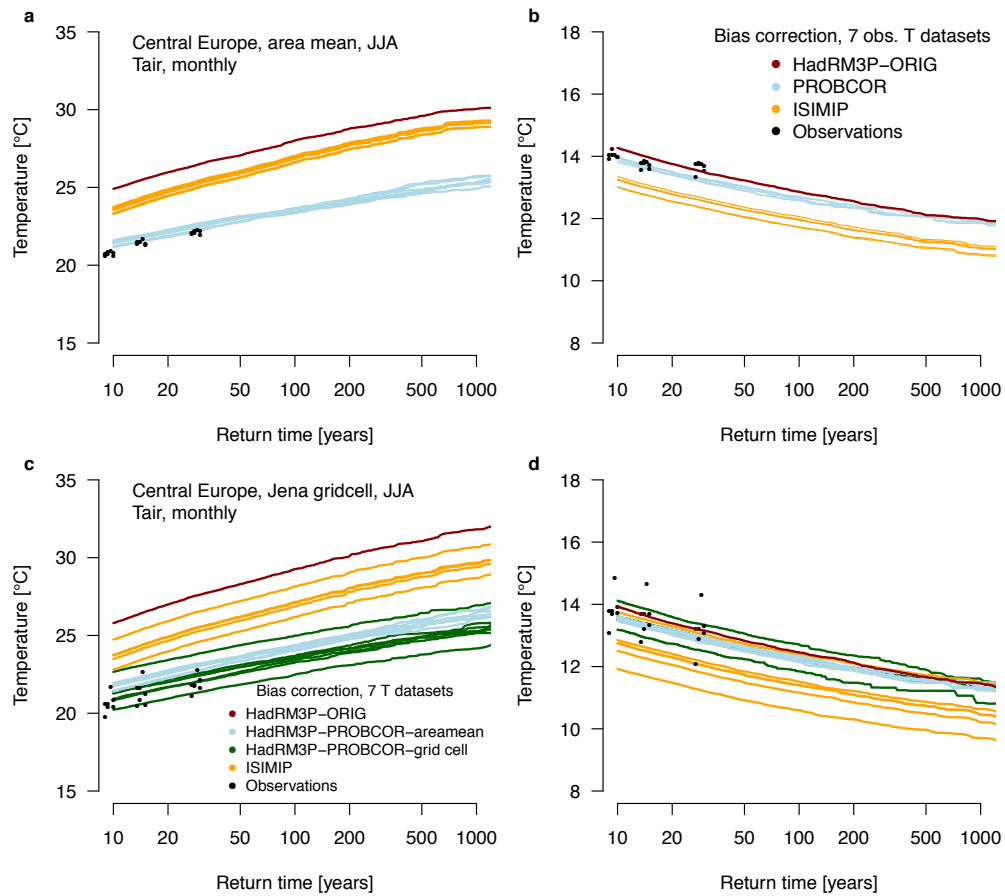 a
Central Europe, area mean, JJA
Tair, monthly
Temperature [°C]
35
30
25
20
15
10 20 50 100 200 500 1000
Return time [years]
b
Bias correction, 7 obs. T datasets
HadRM3P−ORIG
PROBCOR
ISIMIP
Observations
Temperature [°C]
18
16
14
12
10
8
10 20 50 100 200 500 1000
Return time [years]
c
Central Europe, Jena gridcell, JJA
Tair, monthly
Temperature [°C]
35
30
25
20
15
Bias correction, 7 T datasets
HadRM3P−ORIG
HadRM3P−PROBCOR−areamean
HadRM3P−PROBCOR−grid cell
ISIMIP
Observations
10 20 50 100 200 500 1000
Return time [years]
d
Temperature [°C]
18
16
14
12
10
8
10 20 50 100 200 500 1000
Return time [years]